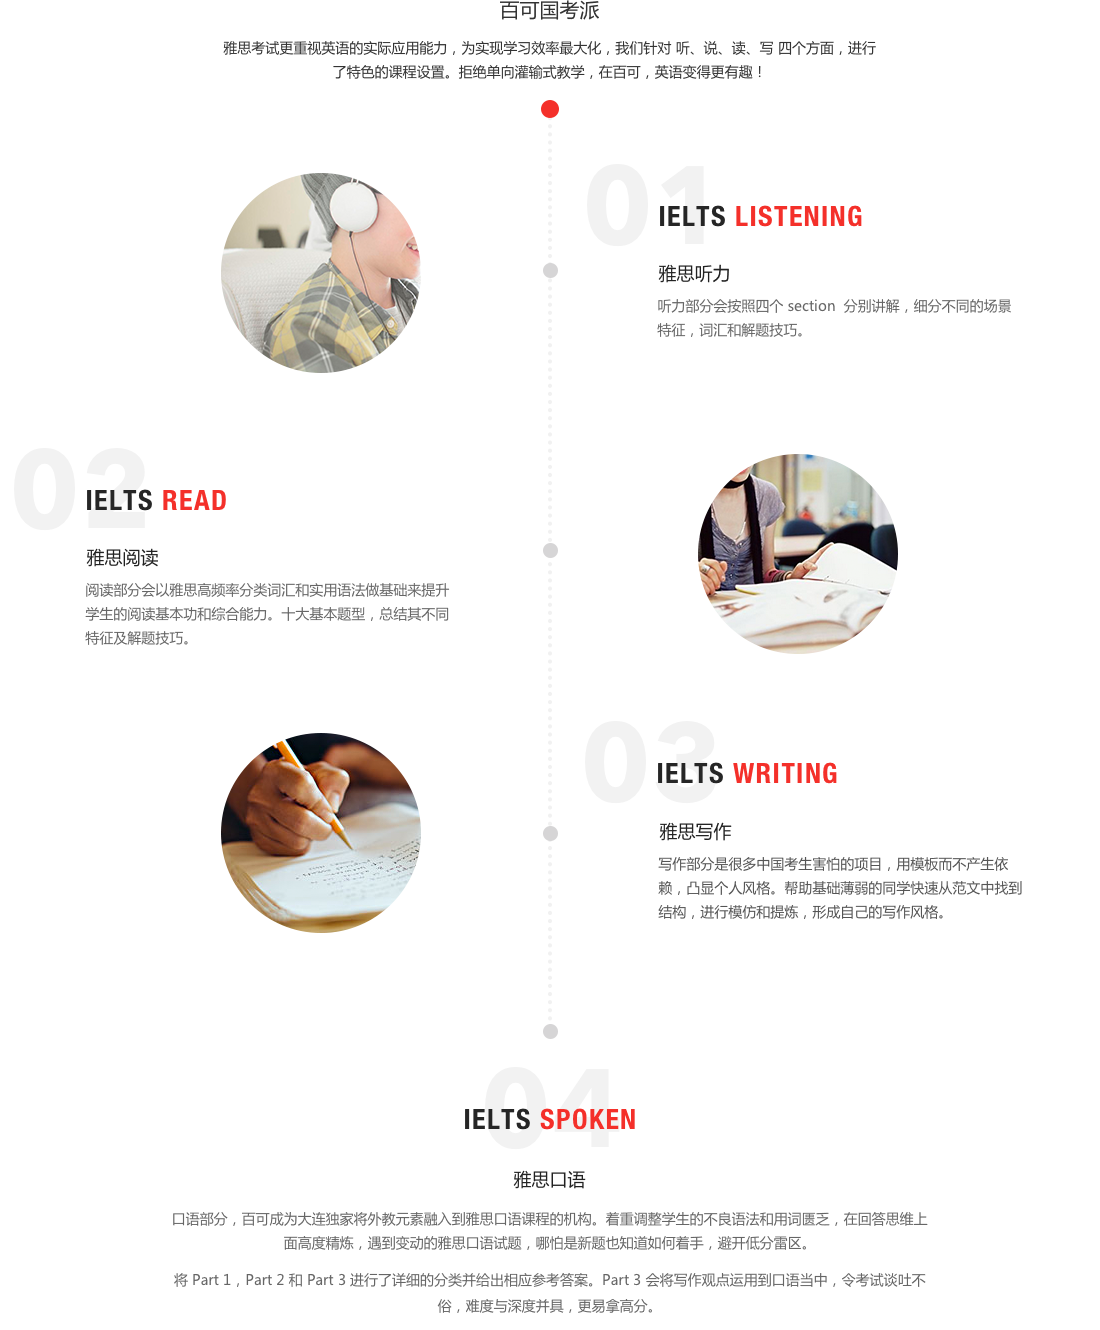 百可国考派
雅思考试更重视英语的实际应用能力，为实现学习效率最大化，我们针对 听、说、读、写 四个方面，进行
了特色的课程设置。拒绝单向灌输式教学，在百可，英语变得更有趣！
01
IELTS LISTENING
雅思听力
听力部分会按照四个 section 分别讲解，细分不同的场景
特征，词汇和解题技巧。
02
IELTS READ
雅思阅读
阅读部分会以雅思高频率分类词汇和实用语法做基础来提升
学生的阅读基本功和综合能力。十大基本题型，总结其不同
特征及解题技巧。
03
IELTS WRITING
雅思写作
写作部分是很多中国考生害怕的项目，用模板而不产生依
赖，凸显个人风格。帮助基础薄弱的同学快速从范文中找到
结构，进行模仿和提炼，形成自己的写作风格。
04
IELTS SPOKEN
雅思口语
口语部分，百可成为大连独家将外教元素融入到雅思口语课程的机构。着重调整学生的不良语法和用词匮乏，在回答思维上
面高度精炼，遇到变动的雅思口语试题，哪怕是新题也知道如何着手，避开低分雷区。
将 Part 1，Part 2 和 Part 3 进行了详细的分类并给出相应参考答案。Part 3 会将写作观点运用到口语当中，令考试谈吐不
俗，难度与深度并具，更易拿高分。